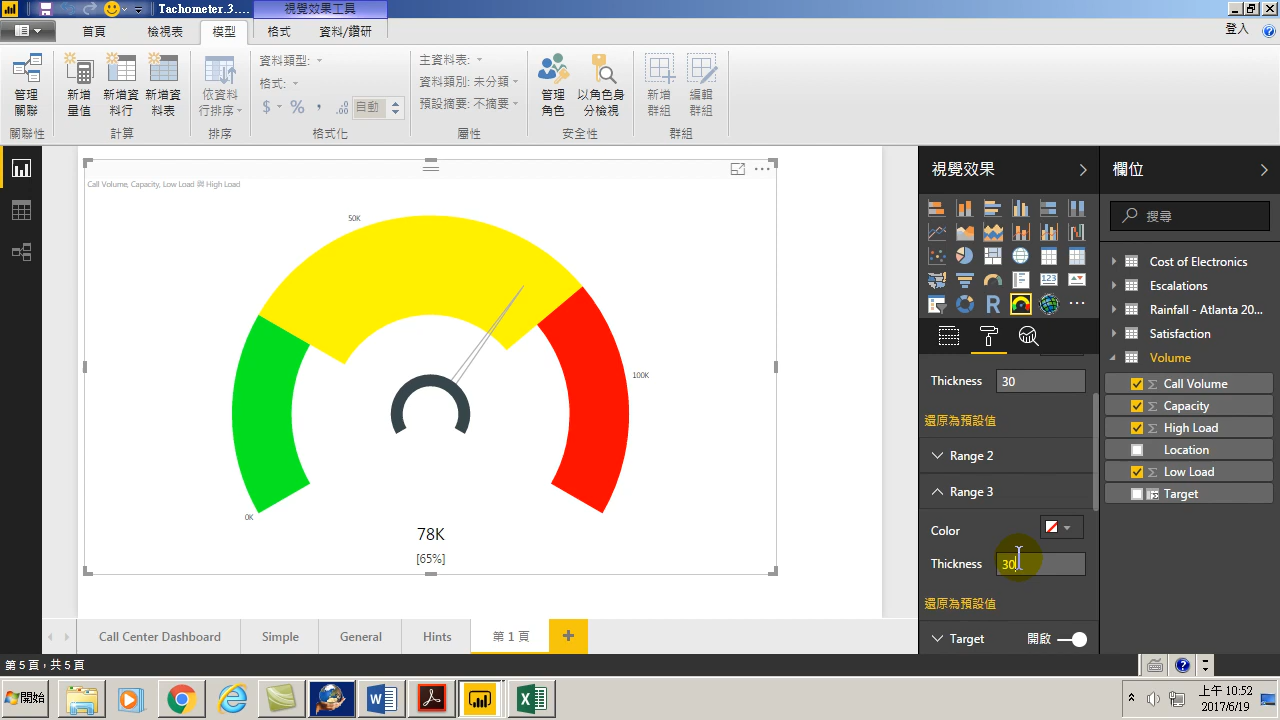 Tachometer.3....
視覺效果工具
首頁
檢視表
模型
格式
資料/鑽研
登入
管理
關聯
新增
量值
新增資
料行
新增資
料表
依資料
行排序
資料類型:
格式:
$ % , .00 自動
主資料表:
資料類別: 未分類
預設摘要: 不摘要
管理
角色
以角色身
分檢視
新增
群組
編輯
群組
關聯性
計算
排序
格式化
屬性
安全性
群組
Call Volume, Capacity, Low Load 與 High Load
50K
100K
0K
78K
[65%]
視覺效果
R
123
Thickness 30
還原為預設值
Range 2
Range 3
Color
Thickness 30
還原為預設值
Target 開啟
欄位
搜尋
Cost of Electronics
Escalations
Rainfall - Atlanta 20...
Satisfaction
Volume
Σ Call Volume
Σ Capacity
Σ High Load
Location
Σ Low Load
Target
Call Center Dashboard
Simple
General
Hints
第 1 頁
第 5 頁，共 5 頁
開始
上午 10:52
2017/6/19